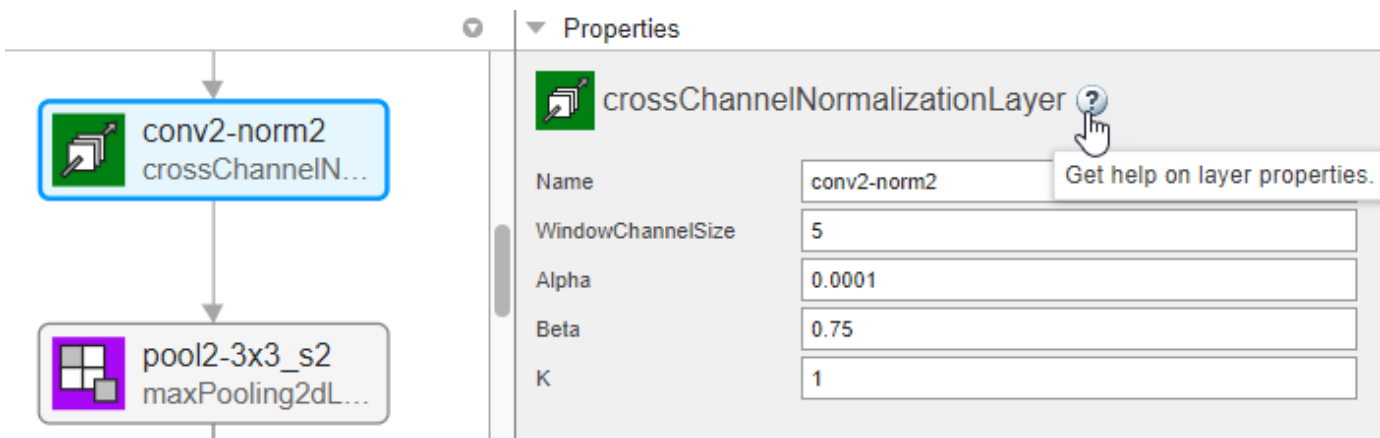 conv2-norm2
crossChannelN...
pool2-3x3_s2
maxPooling2dL...
Properties
crossChannelNormalizationLayer ?
Get help on layer properties.
Name conv2-norm2
WindowChannelSize 5
Alpha 0.0001
Beta 0.75
K 1